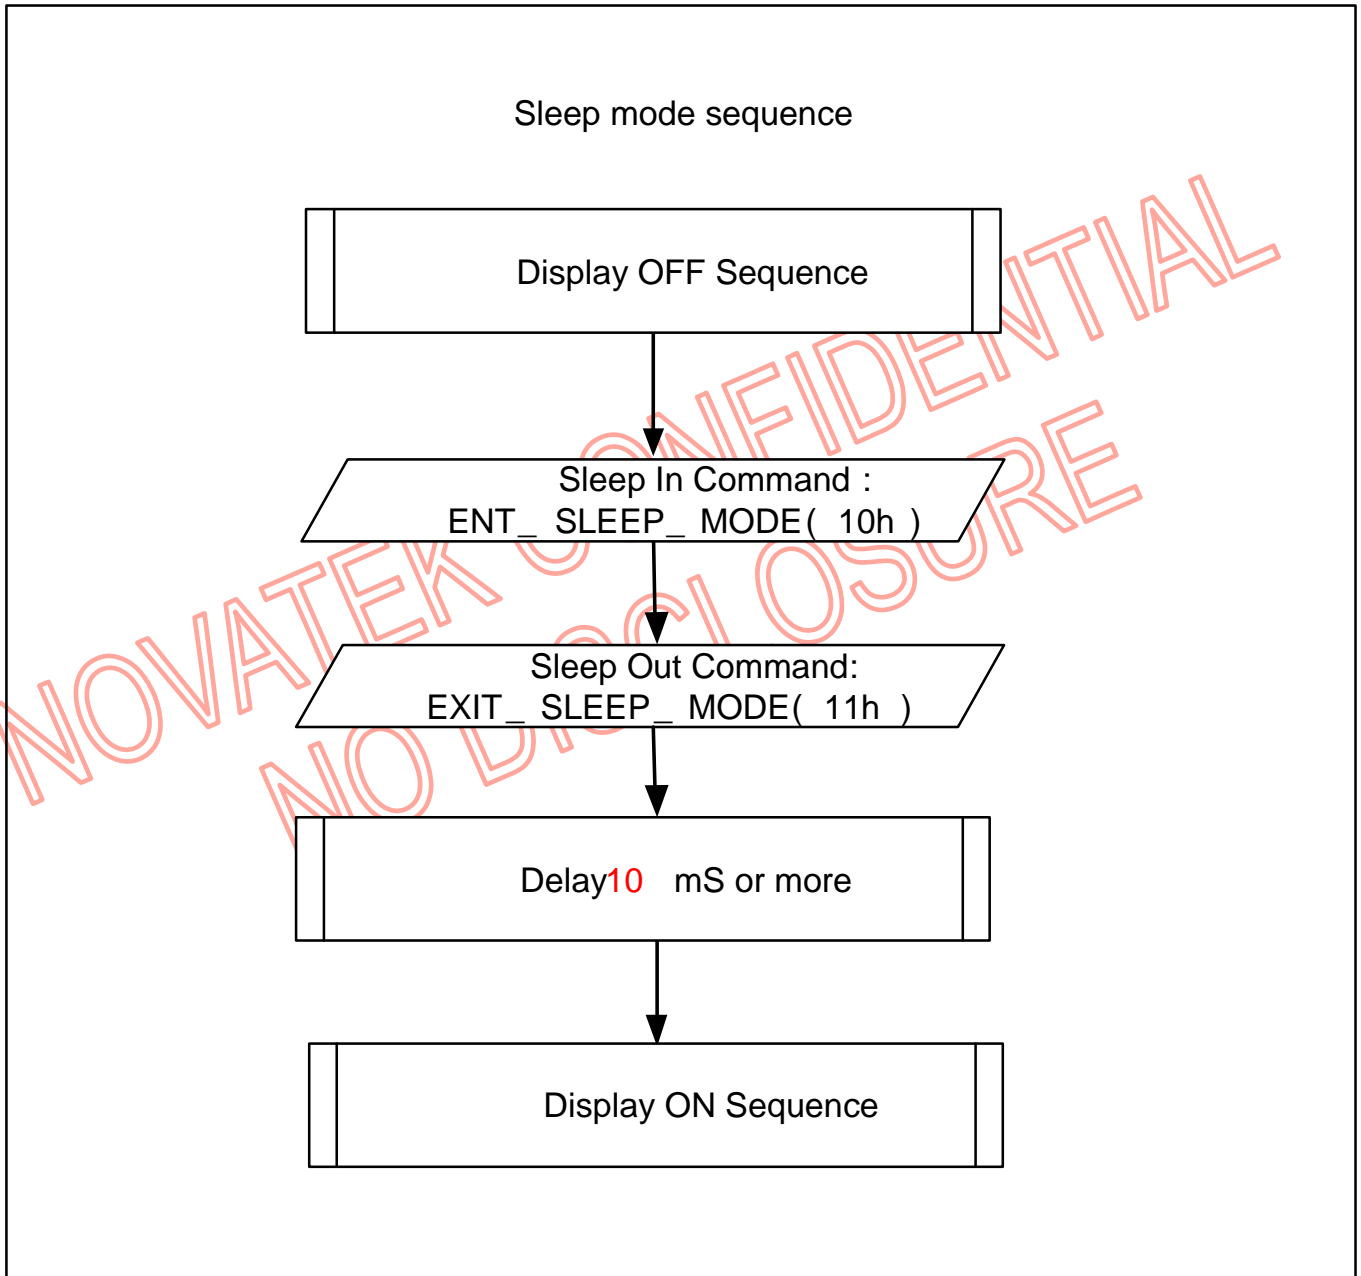 Sleep mode sequence
Display OFF Sequence
Sleep In Command :
ENT_ SLEEP_ MODE( 10h )
Sleep Out Command:
EXIT_ SLEEP_ MODE( 11h )
Delay10 mS or more
Display ON Sequence
NOVATEK CONFIDENTIAL
NO DISCLOSURE